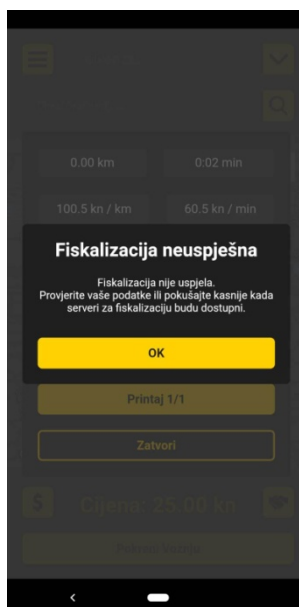 0.00 km
0:02 min
100.5 kn / km
60.5 kn / min
Fiskalizacija neuspješna
Fiskalizacija nije uspjela.
Provjerite vaše podatke ili pokušajte kasnije kada
serveri za fiskalizaciju budu dostupni.
OK
Printaj 1/1
Zatvori
$
Cijena: 25.00 kn